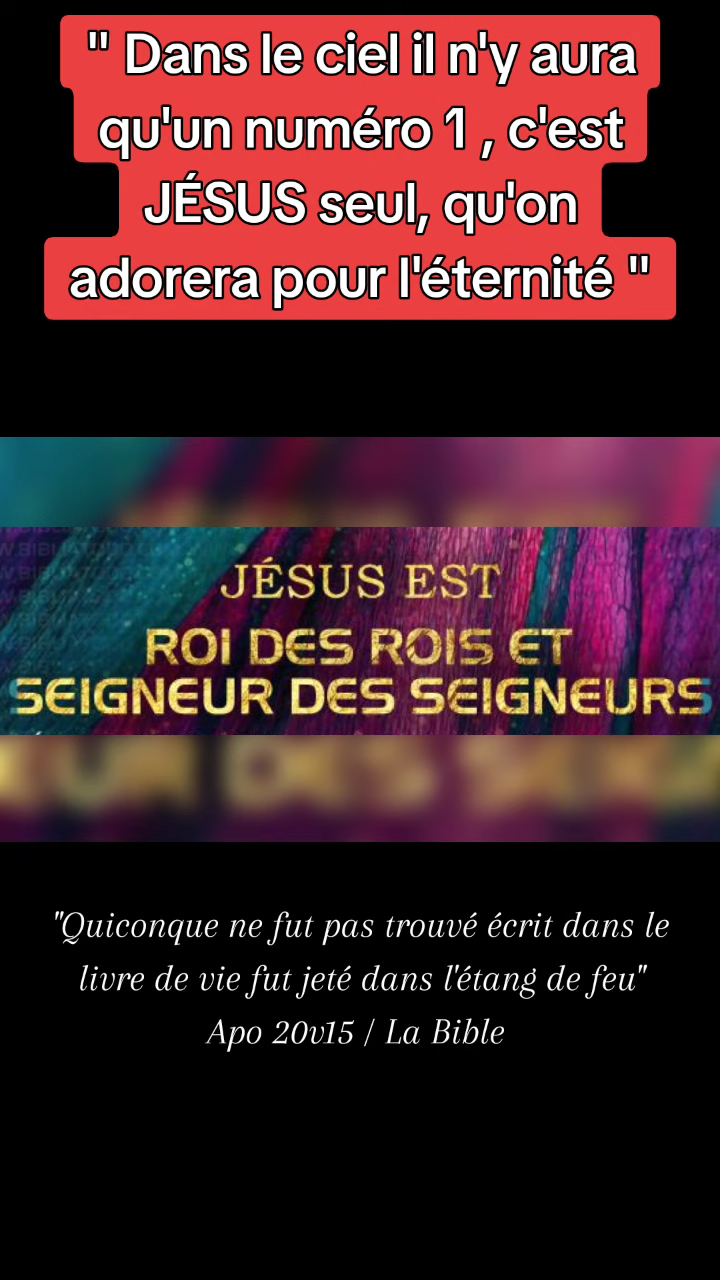 " Dans le ciel il n'y aura
qu'un numéro 1 , c'est
JÉSUS seul, qu'on
adorera pour l'éternité "
JÉSUS EST
ROI DES ROIS ET
SEIGNEUR DES SEIGNEURS
"Quiconque ne fut pas trouvé écrit dans le
livre de vie fut jeté dans l'étang de feu"
Apo 20v15 / La Bible